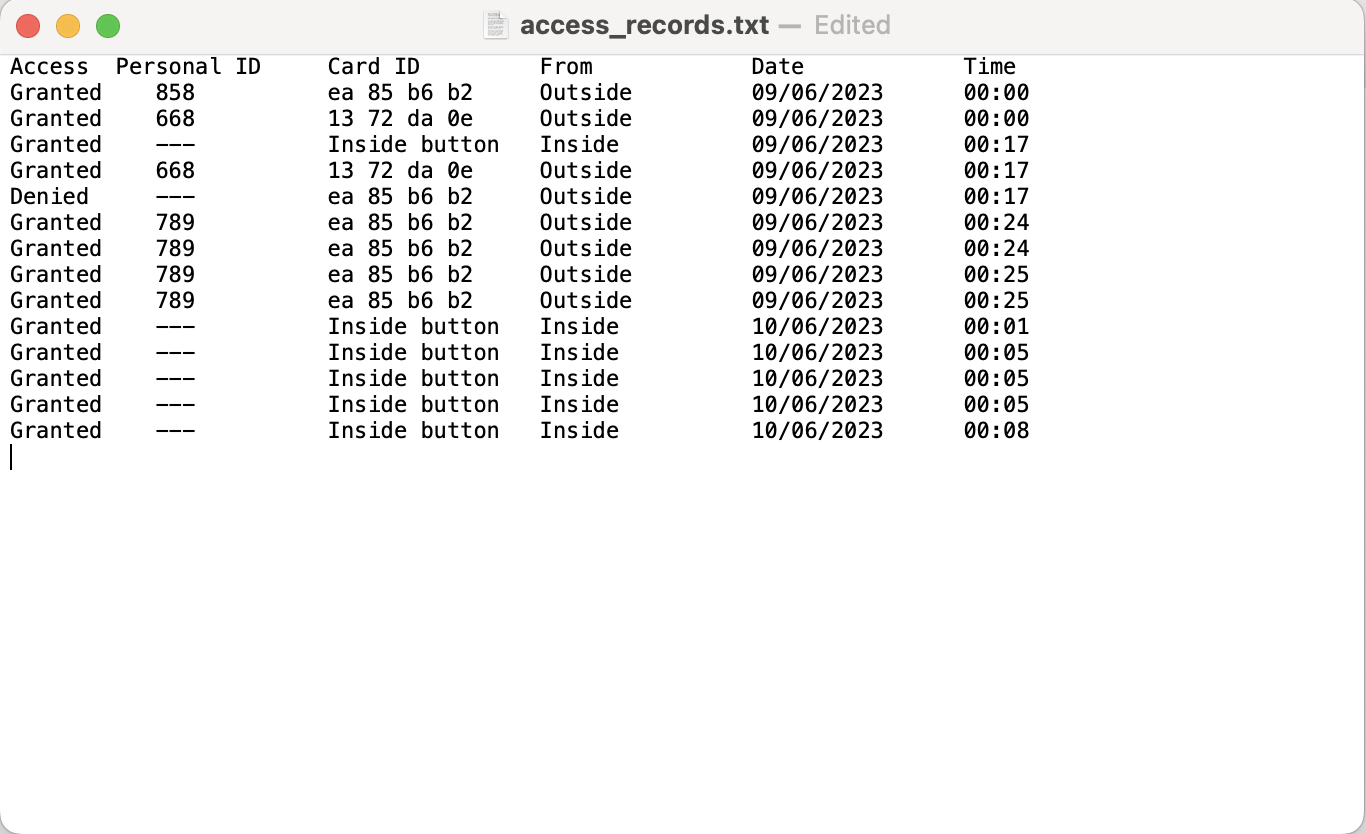 access_records.txt — Edited
Access  Personal ID     Card ID         From            Date            Time
Granted    858          ea 85 b6 b2     Outside         09/06/2023      00:00
Granted    668          13 72 da 0e     Outside         09/06/2023      00:00
Granted    ---          Inside button   Inside          09/06/2023      00:17
Granted    668          13 72 da 0e     Outside         09/06/2023      00:17
Denied     ---          ea 85 b6 b2     Outside         09/06/2023      00:17
Granted    789          ea 85 b6 b2     Outside         09/06/2023      00:24
Granted    789          ea 85 b6 b2     Outside         09/06/2023      00:24
Granted    789          ea 85 b6 b2     Outside         09/06/2023      00:25
Granted    789          ea 85 b6 b2     Outside         09/06/2023      00:25
Granted    ---          Inside button   Inside          10/06/2023      00:01
Granted    ---          Inside button   Inside          10/06/2023      00:05
Granted    ---          Inside button   Inside          10/06/2023      00:05
Granted    ---          Inside button   Inside          10/06/2023      00:05
Granted    ---          Inside button   Inside          10/06/2023      00:08